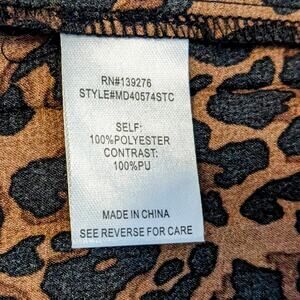 RN#139276
STYLE#MD40574STC
SELF:
100%POLYESTER
CONTRAST:
100%PU
MADE IN CHINA
SEE REVERSE FOR CARE